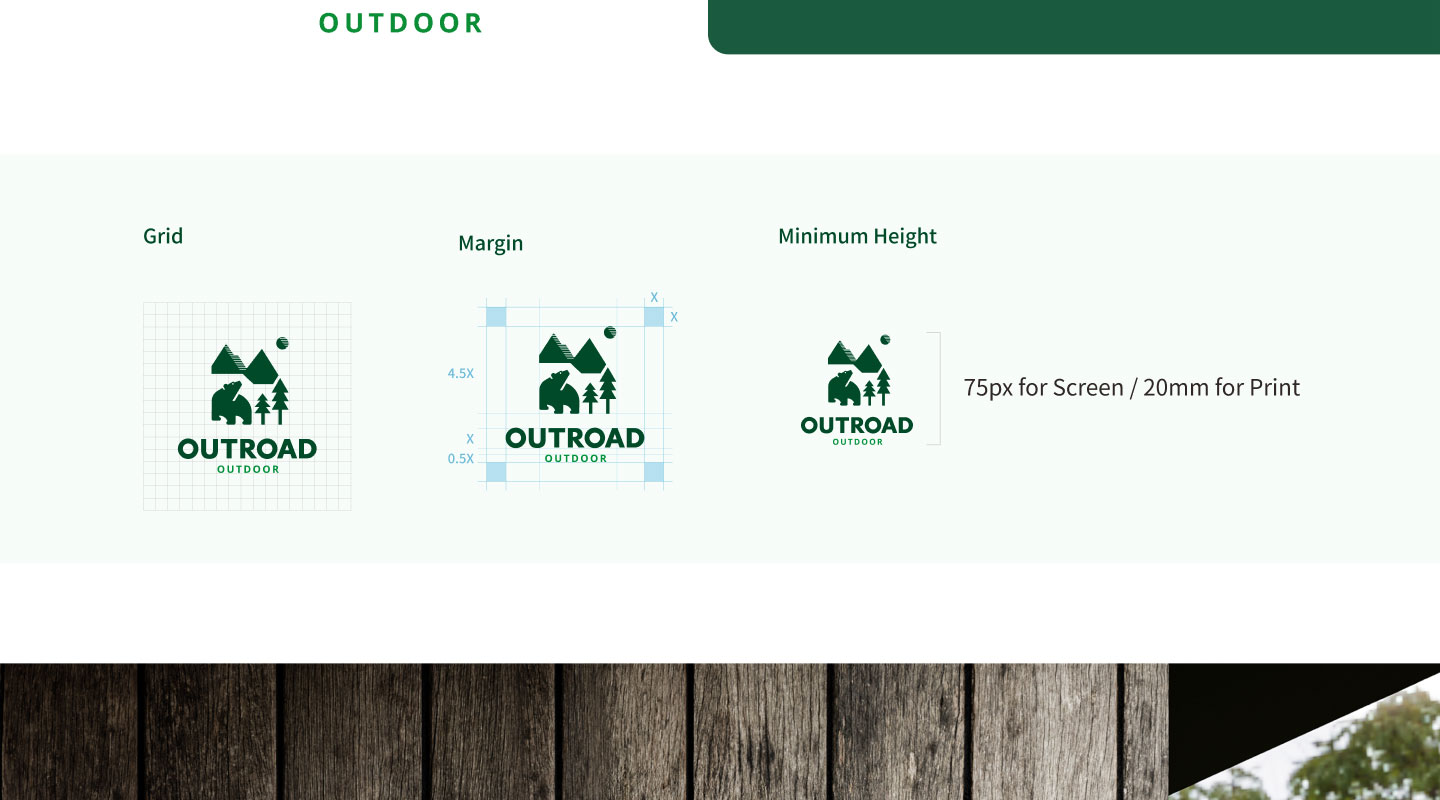 OUTDOOR
Grid
Margin
Minimum Height
OUTROAD
OUTDOOR
X
X
4.5X
X
0.5X
OUTROAD
OUTDOOR
OUTROAD
OUTDOOR
75px for Screen / 20mm for Print